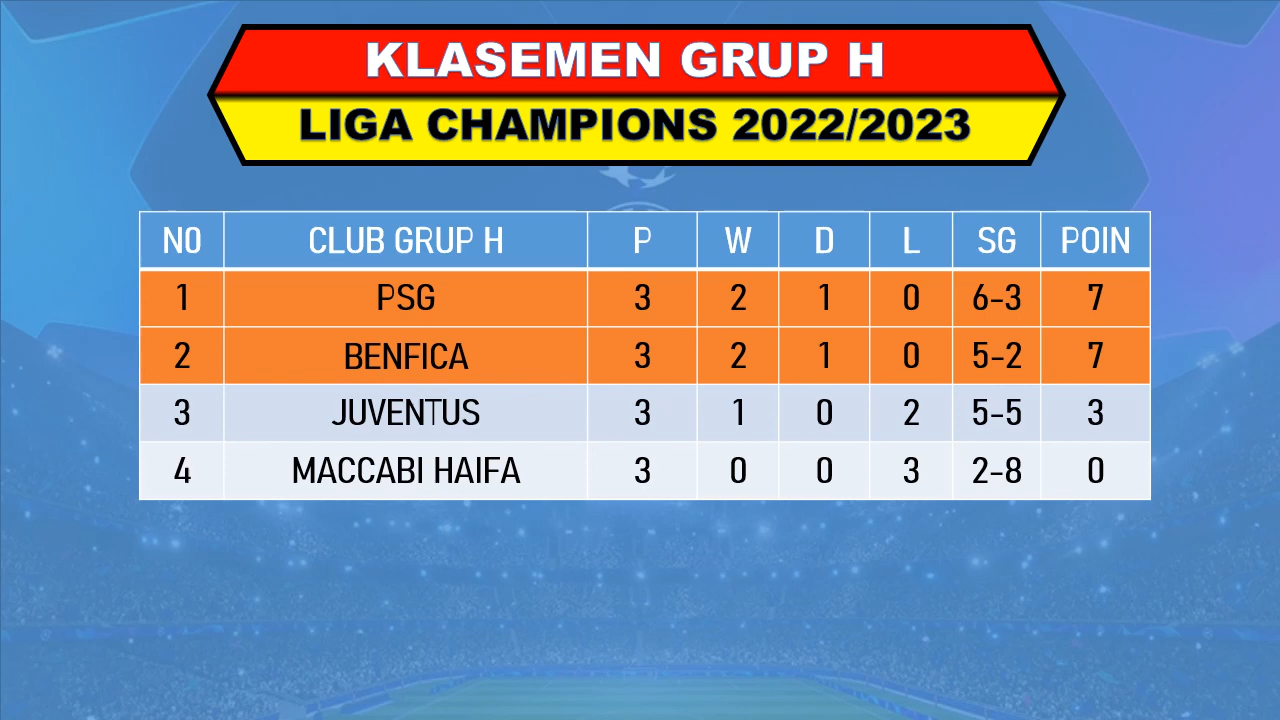 KLASEMEN GRUP H
LIGA CHAMPIONS 2022/2023
NO CLUB GRUP H P W D L SG POIN
1 PSG 3 2 1 0 6-3 7
2 BENFICA 3 2 1 0 5-2 7
3 JUVENTUS 3 1 0 2 5-5 3
4 MACCABI HAIFA 3 0 0 3 2-8 0